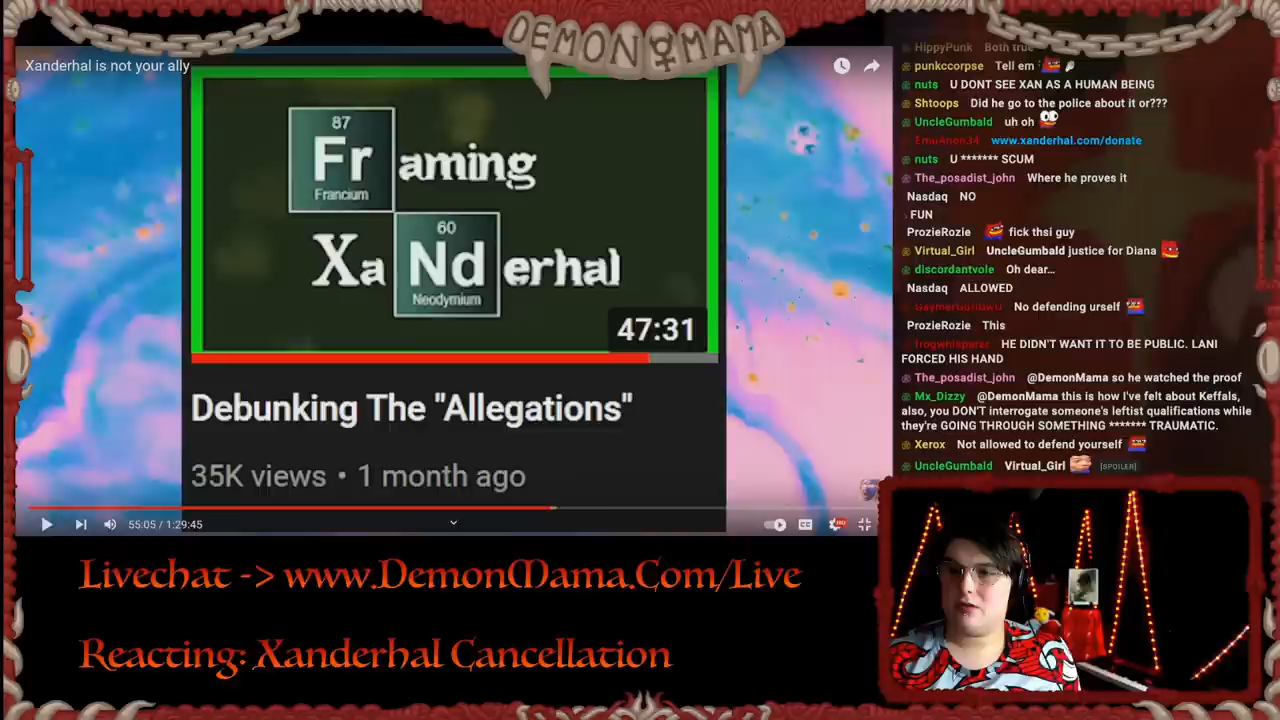 DEMON MAMA
Xanderhal is not your ally
87
Fr aming
Francium
60
Xa Nd erhal
Neodymium
47:31
Debunking The "Allegations"
35K views • 1 month ago
55:05 / 1:29:45
CC
HD
Livechat -> www.DemonMama.Com/Live
Reacting: Xanderhal Cancellation
HippyPunk Both true
punkccorpse Tell em
nuts U DONT SEE XAN AS A HUMAN BEING
Shtoops Did he go to the police about it or???
UncleGumbald uh oh
EmuAnon34 www.xanderhal.com/donate
nuts U ******* SCUM
The_posadist_john Where he proves it
Nasdaq NO
FUN
ProzieRozie fick thsi guy
Virtual_Girl UncleGumbald justice for Diana
discordantvole Oh dear...
Nasdaq ALLOWED
No defending urself
ProzieRozie This
frogwhisperer HE DIDN'T WANT IT TO BE PUBLIC. LANI
FORCED HIS HAND
The_posadist_john @DemonMama so he watched the proof
Mx_Dizzy @DemonMama this is how I've felt about Keffals,
also, you DON'T interrogate someone's leftist qualifications while
they're GOING THROUGH SOMETHING ******* TRAUMATIC.
Xerox Not allowed to defend yourself
UncleGumbald Virtual_Girl [SPOILER]